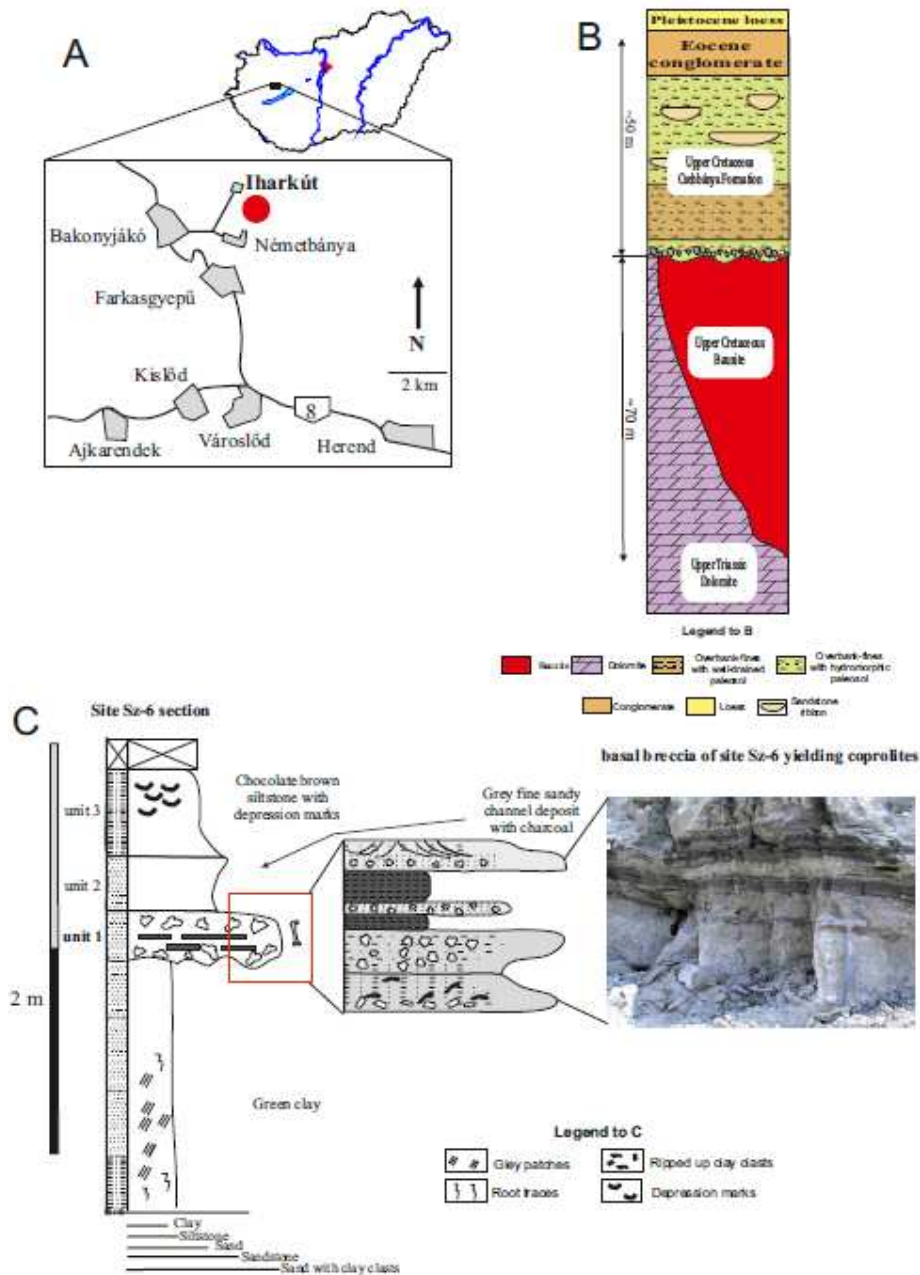 A
Iharkút
Bakonyjákó
Németbánya
Farkasgyepű
N
2 km
Kislőd
8
Ajkarendek
Városlőd
Herend
B
Pleistocene loess
Eocene
conglomerate
~50 m
Upper Cretaceous
Csehbánya Formation
Upper Cretaceous
Bauxite
~70 m
Upper Triassic
Dolomite
Legend to B
Bauxite
Dolomite
Overbank-fines
with well-drained
paleosol
Overbank-fines
with hydromorphic
paleosol
Conglomerate
Loess
Sandstone
ribbon
C
Site Sz-6 section
basal breccia of site Sz-6 yielding coprolites
Chocolate brown
siltstone with
depression marks
Grey fine sandy
channel deposit
with charcoal
unit 3
unit 2
unit 1
2 m
Green clay
Legend to C
Gley patches
Ripped up clay clasts
Root traces
Depression marks
Clay
Siltstone
Sand
Sandstone
Sand with clay clasts